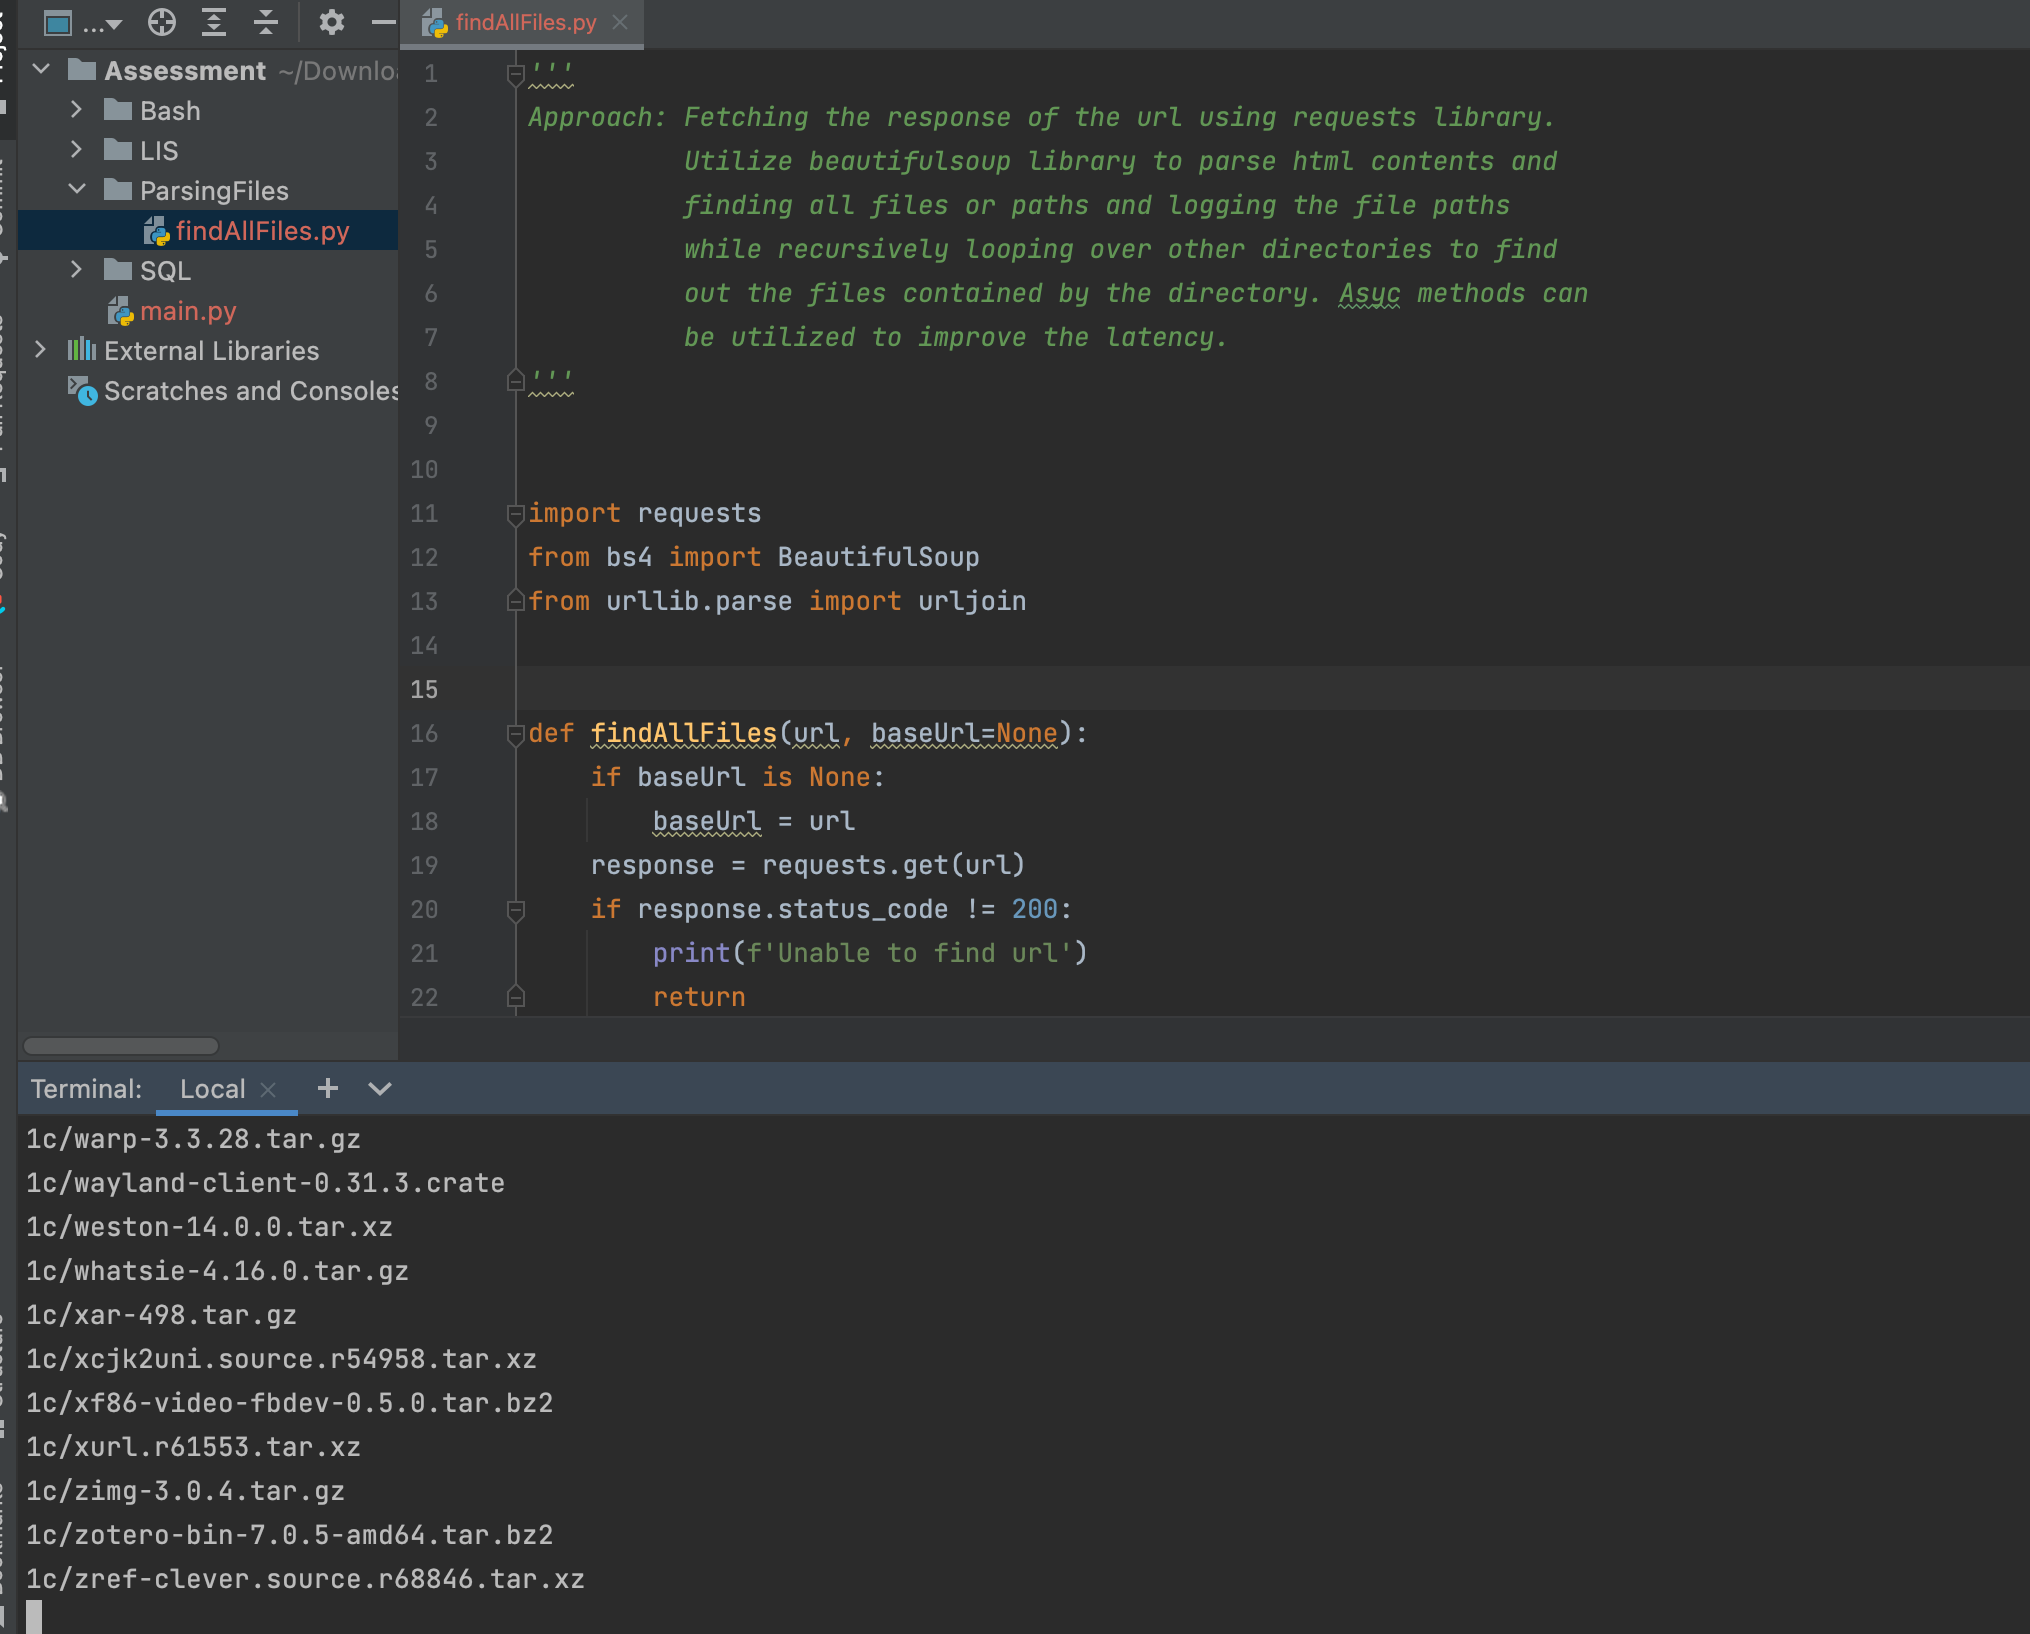 ...
findAllFiles.py
Assessment ~/Downloa
Bash
LIS
ParsingFiles
findAllFiles.py
SQL
main.py
External Libraries
Scratches and Consoles
1 '''
2 Approach: Fetching the response of the url using requests library.
3 Utilize beautifulsoup library to parse html contents and
4 finding all files or paths and logging the file paths
5 while recursively looping over other directories to find
6 out the files contained by the directory. Asyc methods can
7 be utilized to improve the latency.
8 '''
9
10
11 import requests
12 from bs4 import BeautifulSoup
13 from urllib.parse import urljoin
14
15
16 def findAllFiles(url, baseUrl=None):
17 if baseUrl is None:
18 baseUrl = url
19 response = requests.get(url)
20 if response.status_code != 200:
21 print(f'Unable to find url')
22 return
Terminal: Local
1c/warp-3.3.28.tar.gz
1c/wayland-client-0.31.3.crate
1c/weston-14.0.0.tar.xz
1c/whatsie-4.16.0.tar.gz
1c/xar-498.tar.gz
1c/xcjk2uni.source.r54958.tar.xz
1c/xf86-video-fbdev-0.5.0.tar.bz2
1c/xurl.r61553.tar.xz
1c/zimg-3.0.4.tar.gz
1c/zotero-bin-7.0.5-amd64.tar.bz2
1c/zref-clever.source.r68846.tar.xz